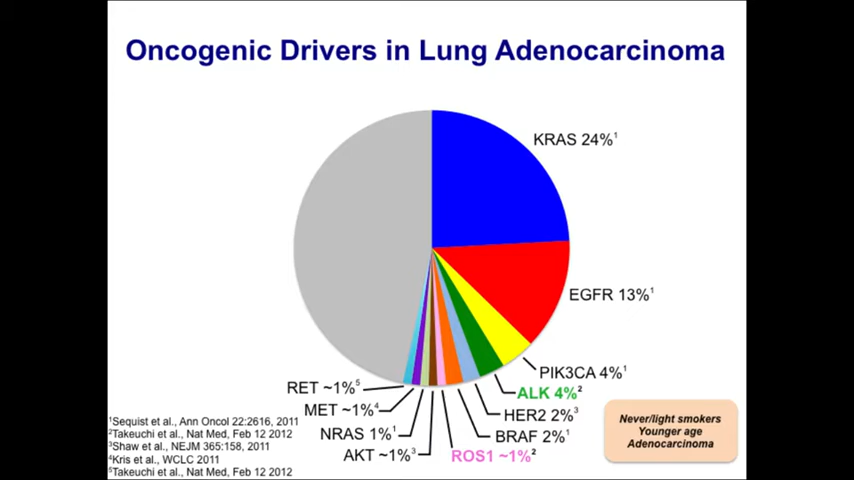 Oncogenic Drivers in Lung Adenocarcinoma
KRAS 24%¹
EGFR 13%¹
PIK3CA 4%¹
ALK 4%²
HER2 2%³
BRAF 2%¹
ROS1 ~1%²
AKT ~1%³
NRAS 1%¹
MET ~1%⁴
RET ~1%⁵
¹Sequist et al., Ann Oncol 22:2616, 2011
²Takeuchi et al., Nat Med, Feb 12 2012
³Shaw et al., NEJM 365:158, 2011
⁴Kris et al., WCLC 2011
⁵Takeuchi et al., Nat Med, Feb 12 2012
Never/light smokers
Younger age
Adenocarcinoma